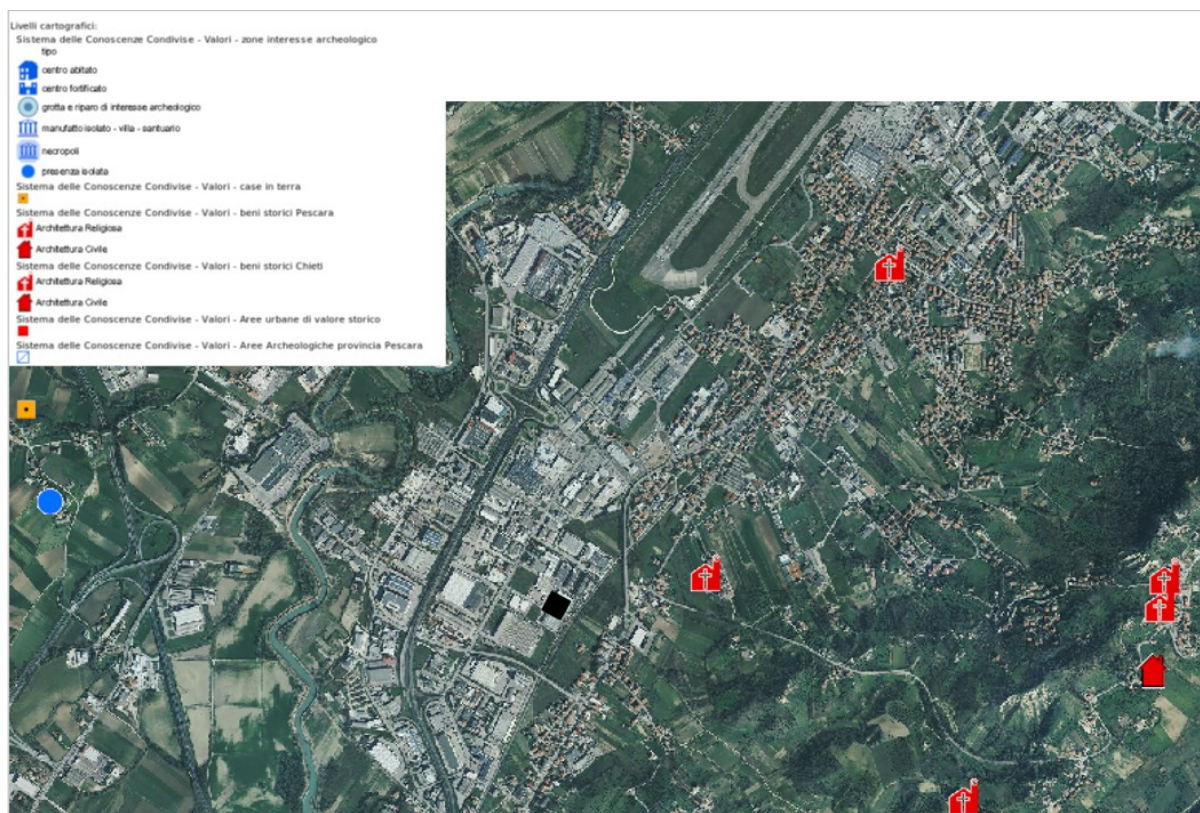 Livelli cartografici:
Sistema delle Conoscenze Condivise - Valori - zone interesse archeologico
tipo
centro abitato
centro fortificato
grotta e riparo di interesse archeologico
manufatto isolato - villa - santuario
necropoli
presenza isolata
Sistema delle Conoscenze Condivise - Valori - case in terra
Sistema delle Conoscenze Condivise - Valori - beni storici Pescara
Architettura Religiosa
Architettura Civile
Sistema delle Conoscenze Condivise - Valori - beni storici Chieti
Architettura Religiosa
Architettura Civile
Sistema delle Conoscenze Condivise - Valori - Aree urbane di valore storico
Sistema delle Conoscenze Condivise - Valori - Aree Archeologiche provincia Pescara